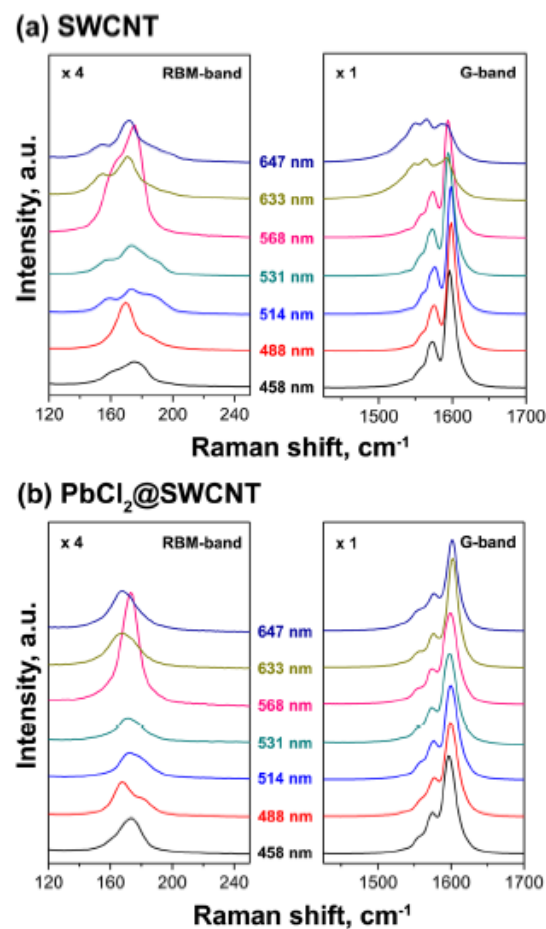 (a) SWCNT
x 4 RBM-band x 1 G-band
Intensity, a.u.
647 nm
633 nm
568 nm
531 nm
514 nm
488 nm
458 nm
120 160 200 240 1500 1600 1700
Raman shift, cm⁻¹
(b) PbCl₂@SWCNT
x 4 RBM-band x 1 G-band
Intensity, a.u.
647 nm
633 nm
568 nm
531 nm
514 nm
488 nm
458 nm
120 160 200 240 1500 1600 1700
Raman shift, cm⁻¹